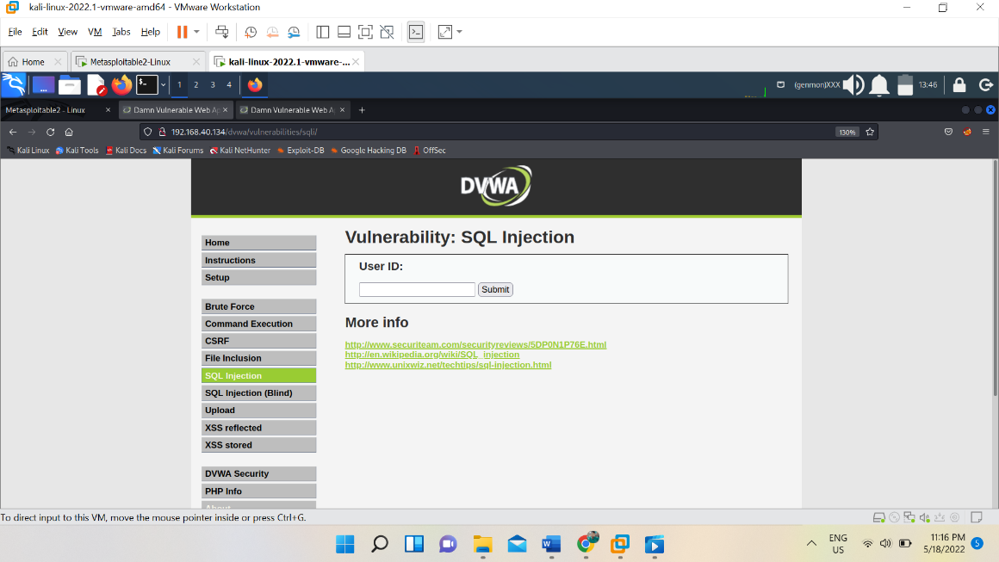 kali-linux-2022.1-vmware-amd64 - VMware Workstation
File Edit View VM Tabs Help
Home Metasploitable2-Linux kali-linux-2022.1-vmware-...
1 2 3 4 (genmon)XXX 13:46
Metasploitable2 - Linux Damn Vulnerable Web Ap Damn Vulnerable Web Ap
192.168.40.134/dvwa/vulnerabilities/sqli/ 130%
Kali Linux Kali Tools Kali Docs Kali Forums Kali NetHunter Exploit-DB Google Hacking DB OffSec
DVWA
Home
Instructions
Setup
Brute Force
Command Execution
CSRF
File Inclusion
SQL Injection
SQL Injection (Blind)
Upload
XSS reflected
XSS stored
DVWA Security
PHP Info
About
Vulnerability: SQL Injection
User ID:
Submit
More info
http://www.securiteam.com/securityreviews/5DP0N1P76E.html
http://en.wikipedia.org/wiki/SQL_injection
http://www.unixwiz.net/techtips/sql-injection.html
To direct input to this VM, move the mouse pointer inside or press Ctrl+G.
ENG
US
11:16 PM
5/18/2022
5